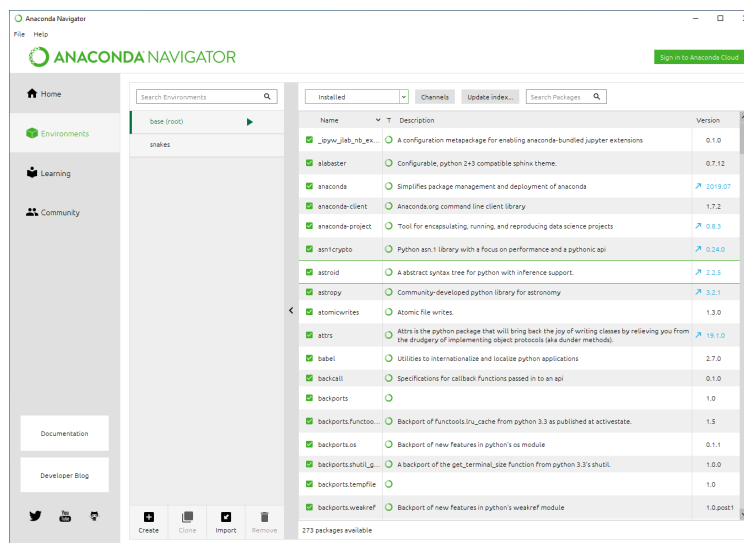 Anaconda Navigator
File Help
ANACONDA NAVIGATOR
Sign in to Anaconda Cloud
Home
Environments
Learning
Community
Documentation
Developer Blog
You Tube
Search Environments
base (root)
snakes
Create Clone Import Remove
Installed Channels Update index... Search Packages
Name T Description Version
_ipyw_jlab_nb_ex... A configuration metapackage for enabling anaconda-bundled jupyter extensions 0.1.0
alabaster Configurable, python 2+3 compatible sphinx theme. 0.7.12
anaconda Simplifies package management and deployment of anaconda 2019.07
anaconda-client Anaconda.org command line client library 1.7.2
anaconda-project Tool for encapsulating, running, and reproducing data science projects 0.8.3
asn1crypto Python asn.1 library with a focus on performance and a pythonic api 0.24.0
astroid A abstract syntax tree for python with inference support. 2.2.5
astropy Community-developed python library for astronomy 3.2.1
atomicwrites Atomic file writes. 1.3.0
attrs Attrs is the python package that will bring back the joy of writing classes by relieving you from 19.1.0
the drudgery of implementing object protocols (aka dunder methods).
babel Utilities to internationalize and localize python applications 2.7.0
backcall Specifications for callback functions passed in to an api 0.1.0
backports 1.0
backports.functoo... Backport of functools.lru_cache from python 3.3 as published at activestate. 1.5
backports.os Backport of new features in python's os module 0.1.1
backports.shutil_g... A backport of the get_terminal_size function from python 3.3's shutil. 1.0.0
backports.tempfile 1.0
backports.weakref Backport of new features in python's weakref module 1.0.post1
273 packages available